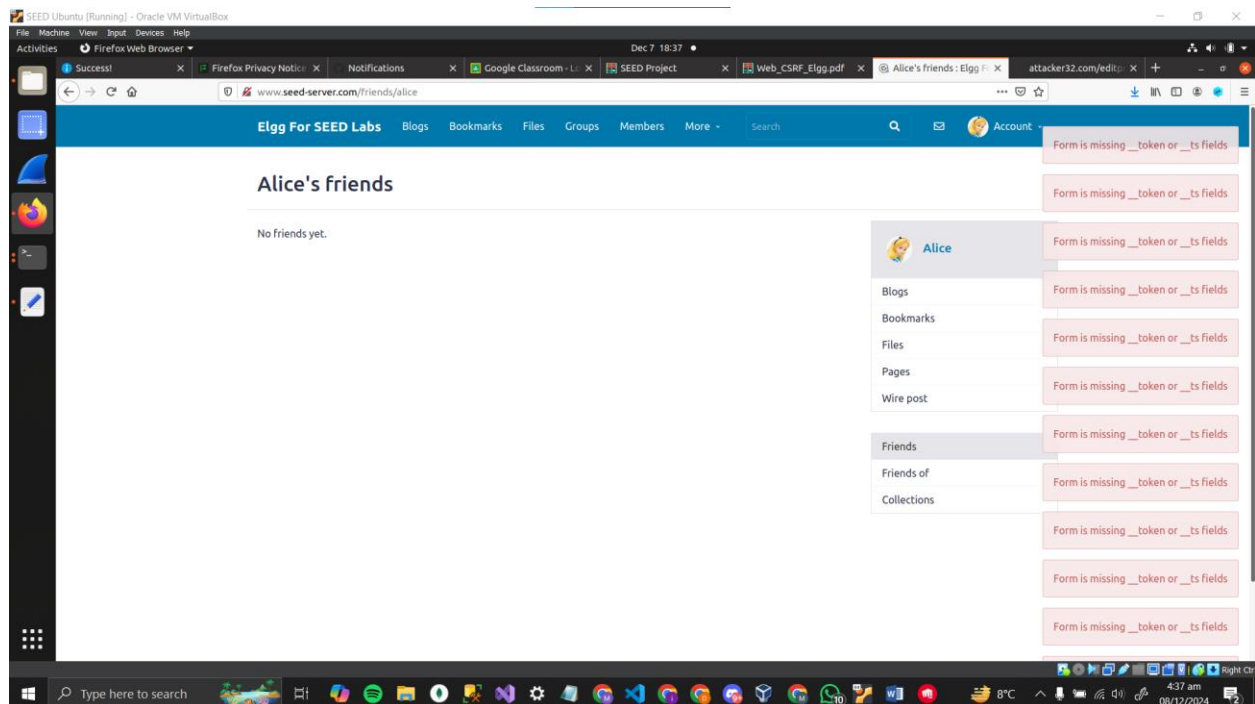 SEED Ubuntu [Running] - Oracle VM VirtualBox
File Machine View Input Devices Help
Activities Firefox Web Browser Dec 7 18:37
Success! Firefox Privacy Notice Notifications Google Classroom SEED Project Web_CSRF_Elgg.pdf Alice's friends : Elgg attacker32.com/editp
www.seed-server.com/friends/alice
Elgg For SEED Labs Blogs Bookmarks Files Groups Members More Search Account
Form is missing __token or __ts fields
Alice's friends
Form is missing __token or __ts fields
No friends yet.
Form is missing __token or __ts fields
Alice
Blogs
Form is missing __token or __ts fields
Bookmarks
Files
Form is missing __token or __ts fields
Pages
Form is missing __token or __ts fields
Wire post
Form is missing __token or __ts fields
Friends
Friends of
Form is missing __token or __ts fields
Collections
Form is missing __token or __ts fields
Form is missing __token or __ts fields
Form is missing __token or __ts fields
Right Ctr
Type here to search 10 8°C 4:37 am
08/12/2024 2